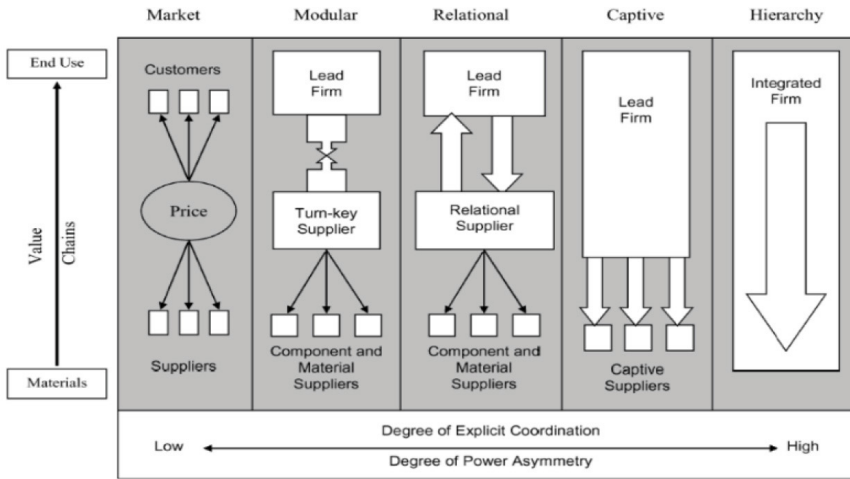 Market
Modular
Relational
Captive
Hierarchy
End Use
Value
Chains
Materials
Customers
Price
Suppliers
Lead
Firm
Turn-key
Supplier
Component and
Material
Suppliers
Lead
Firm
Relational
Supplier
Component and
Material
Suppliers
Lead
Firm
Captive
Suppliers
Integrated
Firm
Degree of Explicit Coordination
Low
High
Degree of Power Asymmetry